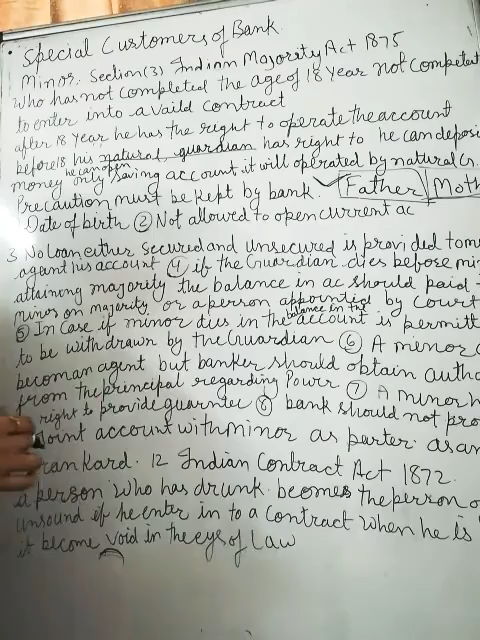 • Special Customers of Bank
Minor: Section(3) Indian Majority Act 1875
who has not completed the age of 18 Year not Competent
to enter into a Vaild Contract
after 18 Year he has the right to operate the account
before 18 his natural guardian has right to he can deposi
he can open
money only saving account it will operated by natural G.
Precaution must be kept by bank. ✓ Father Moth
Date of birth ② Not allowed to open current ac
3 No loan either secured and unsecured is provided to
against his account ④ if the Guardian dies before mi
attaining majority the balance in ac should paid
minor on majority or a person appointed by court
balance in the
⑤ In Case if minor dies in the account is permitt
to be withdrawn by the Guardian ⑥ A menor
becom an agent but banker should obtain autho
from the principal regarding Power ⑦ A minor h
right to provide guarntee ⑧ bank should not pro
Joint account with minor as parter. as an
rankard. 12 Indian Contract Act 1872.
a person who has drunk. becomes the person o
unsound if he enter in to a Contract when he is
it become void in the eys of Law